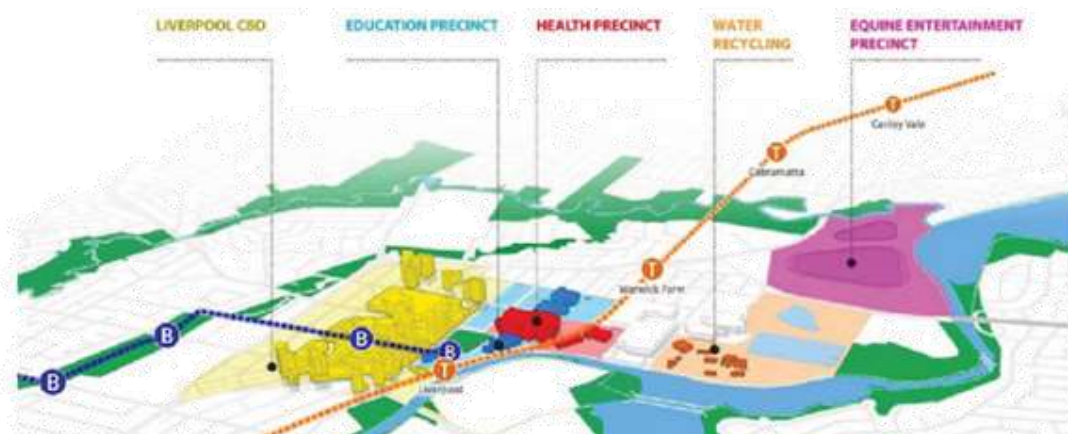 LIVERPOOL CBD
EDUCATION PRECINCT
HEALTH PRECINCT
WATER
RECYCLING
EQUINE ENTERTAINMENT
PRECINCT
T
Canley Vale
T
Cabramatta
T
Warwick Farm
B
B
B
T
Liverpool
B